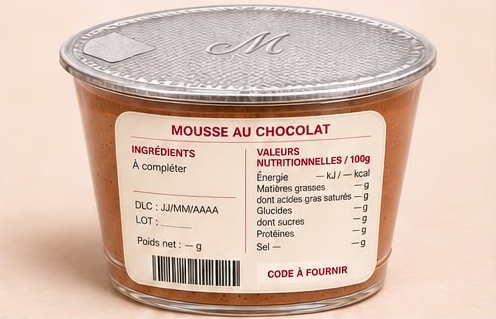 M
MOUSSE AU CHOCOLAT
INGRÉDIENTS
À compléter
DLC : JJ/MM/AAAA
LOT : ______
Poids net : — g
VALEURS
NUTRITIONNELLES / 100g
Énergie — kJ / — kcal
Matières grasses — g
dont acides gras saturés — g
Glucides — g
dont sucres — g
Protéines — g
Sel — — g
CODE À FOURNIR